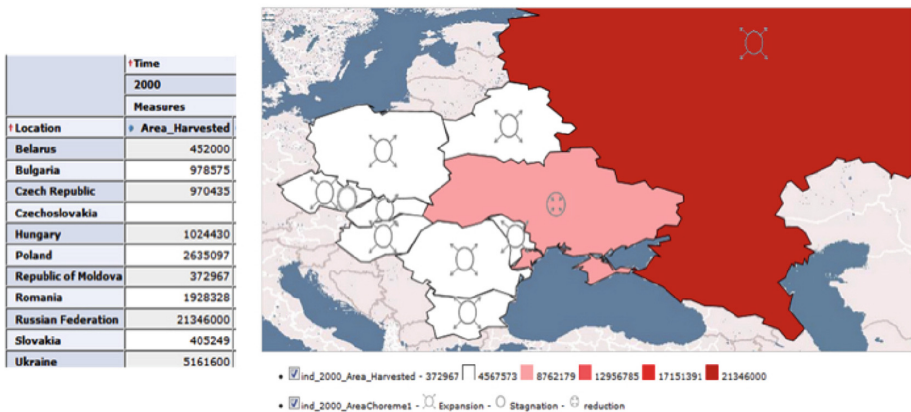 †Time
2000
Measures
†Location Area_Harvested
Belarus 452000
Bulgaria 978575
Czech Republic 970435
Czechoslovakia
Hungary 1024430
Poland 2635097
Republic of Moldova 372967
Romania 1928328
Russian Federation 21346000
Slovakia 405249
Ukraine 5161600
ind_2000_Area_Harvested - 372967 4567573 8762179 12956785 17151391 21346000
ind_2000_AreaChoreme1 - Expansion - Stagnation - reduction